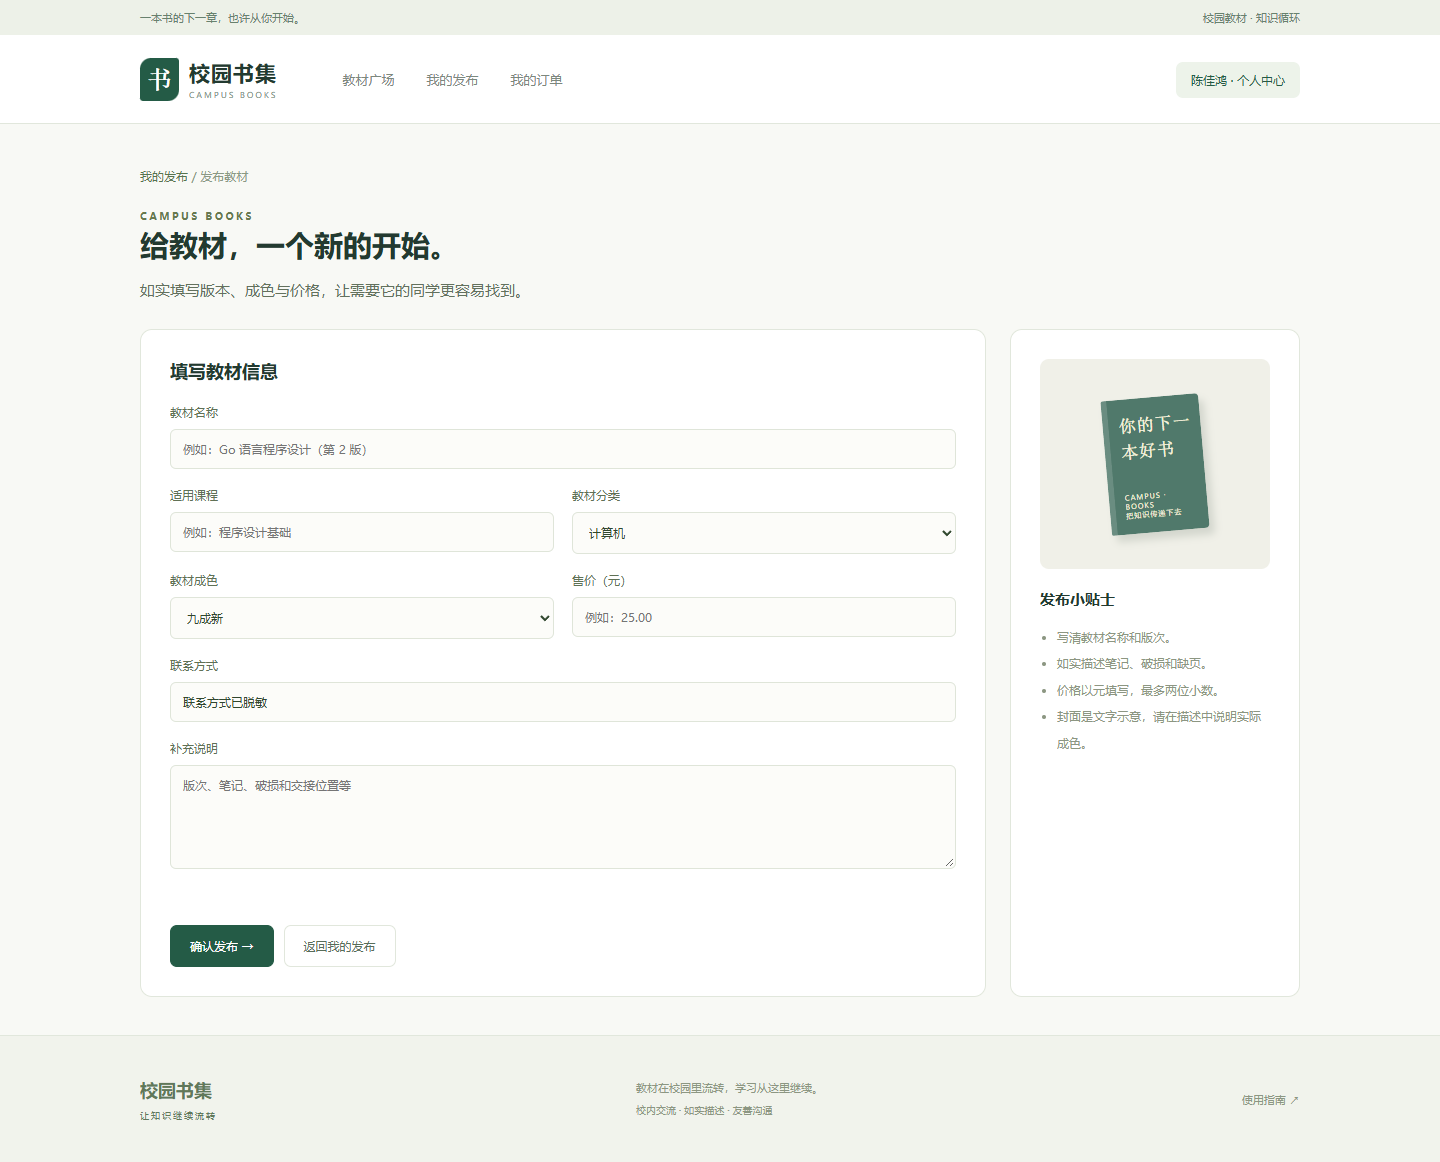 一本书的下一章，也许从你开始。
校园教材 · 知识循环
书
校园书集
CAMPUS BOOKS
教材广场
我的发布
我的订单
陈佳鸿 · 个人中心
我的发布 / 发布教材
CAMPUS BOOKS
给教材，一个新的开始。
如实填写版本、成色与价格，让需要它的同学更容易找到。
填写教材信息
教材名称
例如：Go 语言程序设计（第 2 版）
适用课程
例如：程序设计基础
教材分类
计算机
教材成色
九成新
售价（元）
例如：25.00
联系方式
联系方式已脱敏
补充说明
版次、笔记、破损和交接位置等
确认发布 →
返回我的发布
你的下一
本好书
CAMPUS ·
BOOKS
把知识传递下去
发布小贴士
写清教材名称和版次。
如实描述笔记、破损和缺页。
价格以元填写，最多两位小数。
封面是文字示意，请在描述中说明实际
成色。
校园书集
让知识继续流转
教材在校园里流转，学习从这里继续。
校内交流 · 如实描述 · 友善沟通
使用指南 ↗